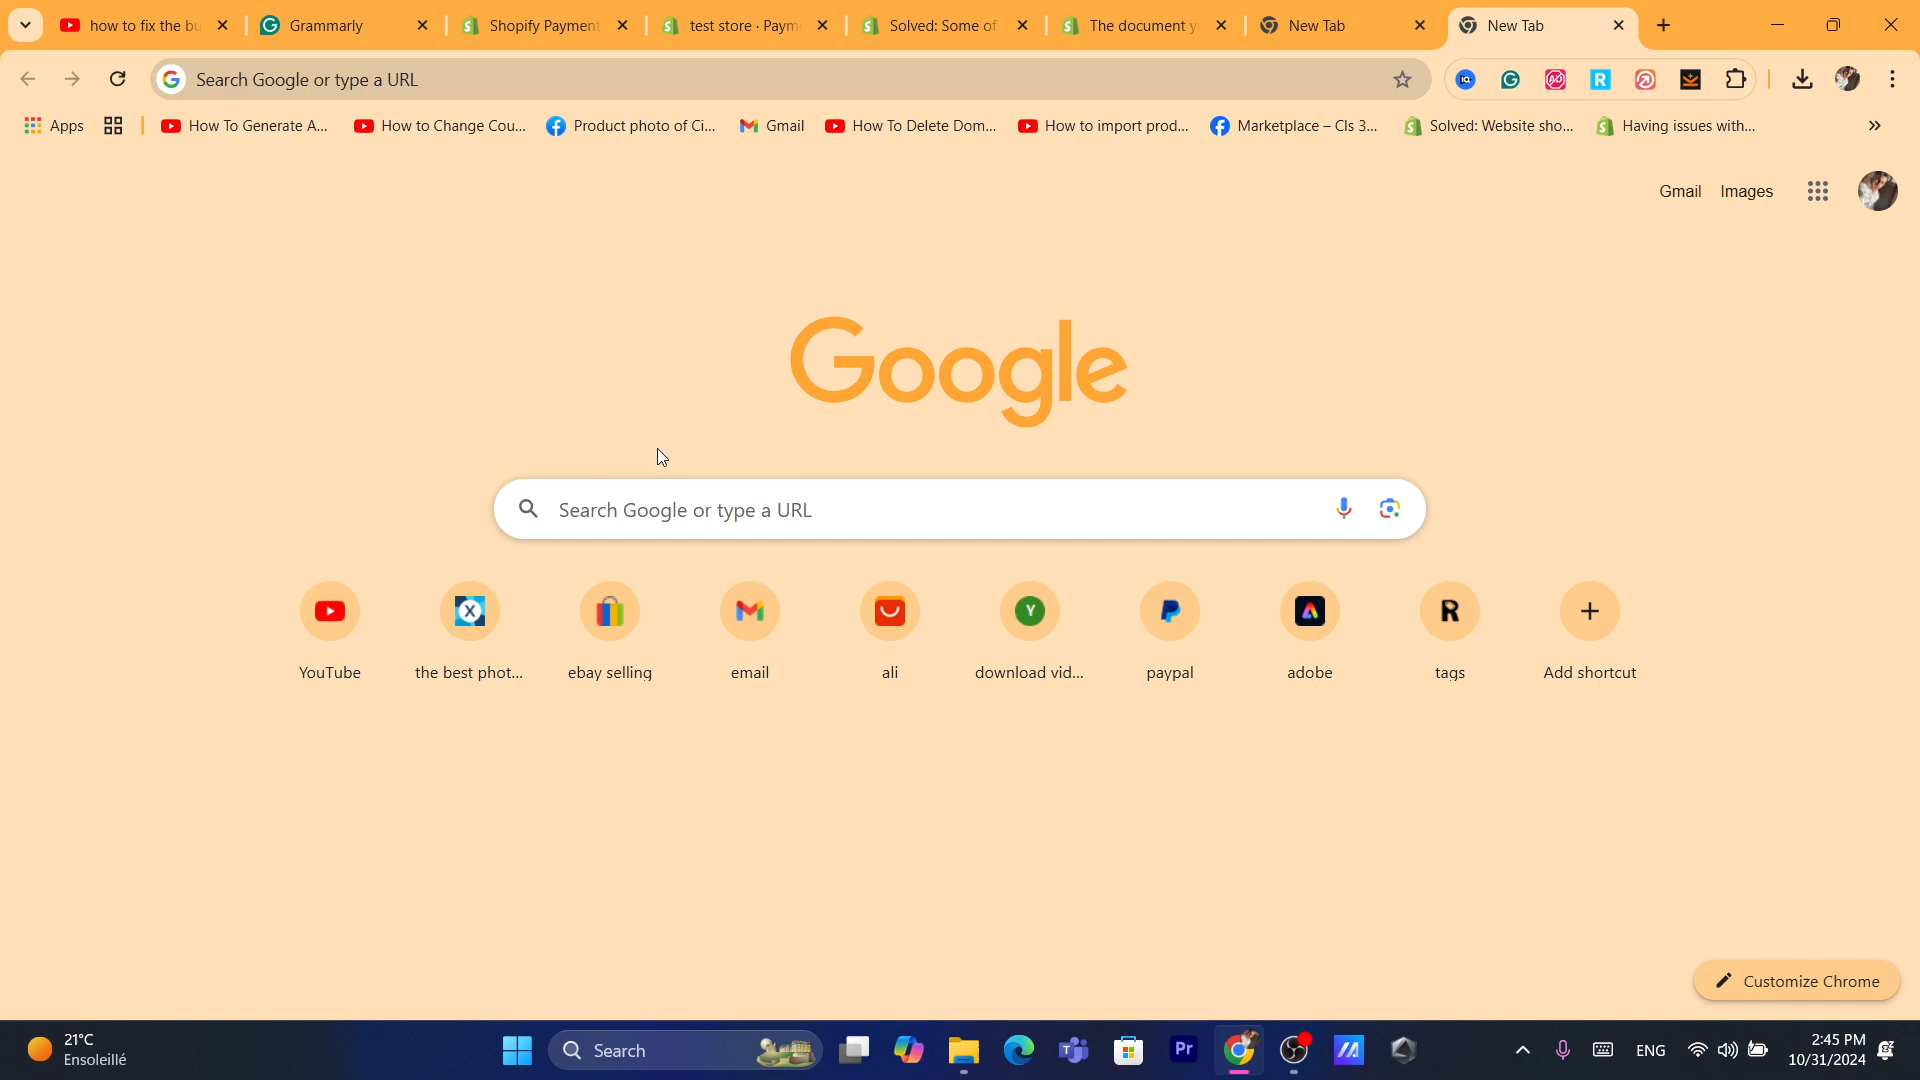 how to fix the bu
Grammarly
Shopify Payment
test store · Paym
Solved: Some of
The document y
New Tab
New Tab
Search Google or type a URL
Apps
How To Generate A...
How to Change Cou...
Product photo of Ci...
Gmail
How To Delete Dom...
How to import prod...
Marketplace – Cls 3...
Solved: Website sho...
Having issues with...
Gmail
Images
Google
Search Google or type a URL
YouTube
the best phot...
ebay selling
email
ali
download vid...
paypal
adobe
tags
Add shortcut
Customize Chrome
21°C
Ensoleillé
Search
ENG
2:45 PM
10/31/2024